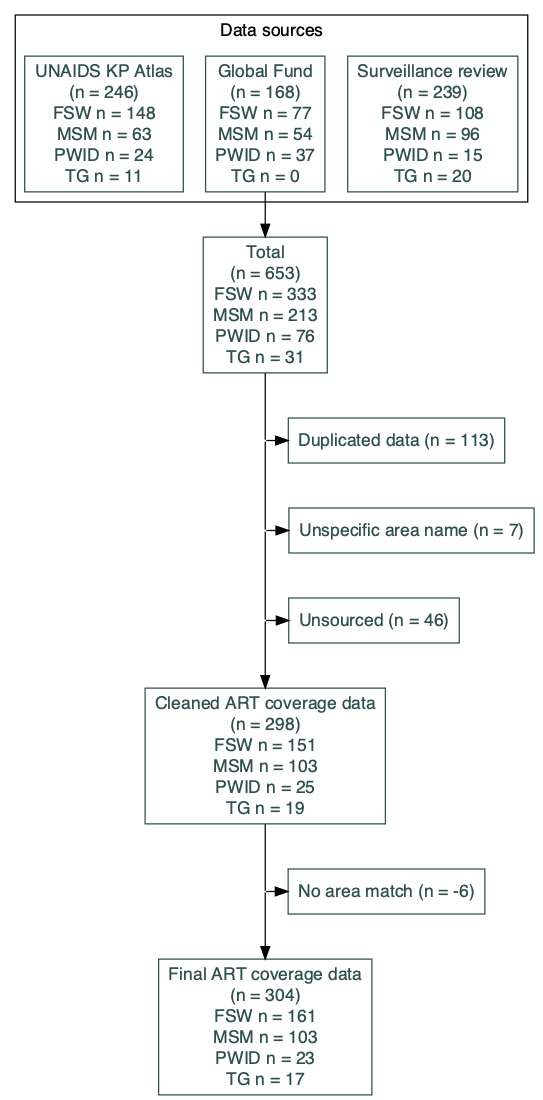 Data sources
UNAIDS KP Atlas
(n = 246)
FSW n = 148
MSM n = 63
PWID n = 24
TG n = 11
Global Fund
(n = 168)
FSW n = 77
MSM n = 54
PWID n = 37
TG n = 0
Surveillance review
(n = 239)
FSW n = 108
MSM n = 96
PWID n = 15
TG n = 20
Total
(n = 653)
FSW n = 333
MSM n = 213
PWID n = 76
TG n = 31
Duplicated data (n = 113)
Unspecific area name (n = 7)
Unsourced (n = 46)
Cleaned ART coverage data
(n = 298)
FSW n = 151
MSM n = 103
PWID n = 25
TG n = 19
No area match (n = -6)
Final ART coverage data
(n = 304)
FSW n = 161
MSM n = 103
PWID n = 23
TG n = 17